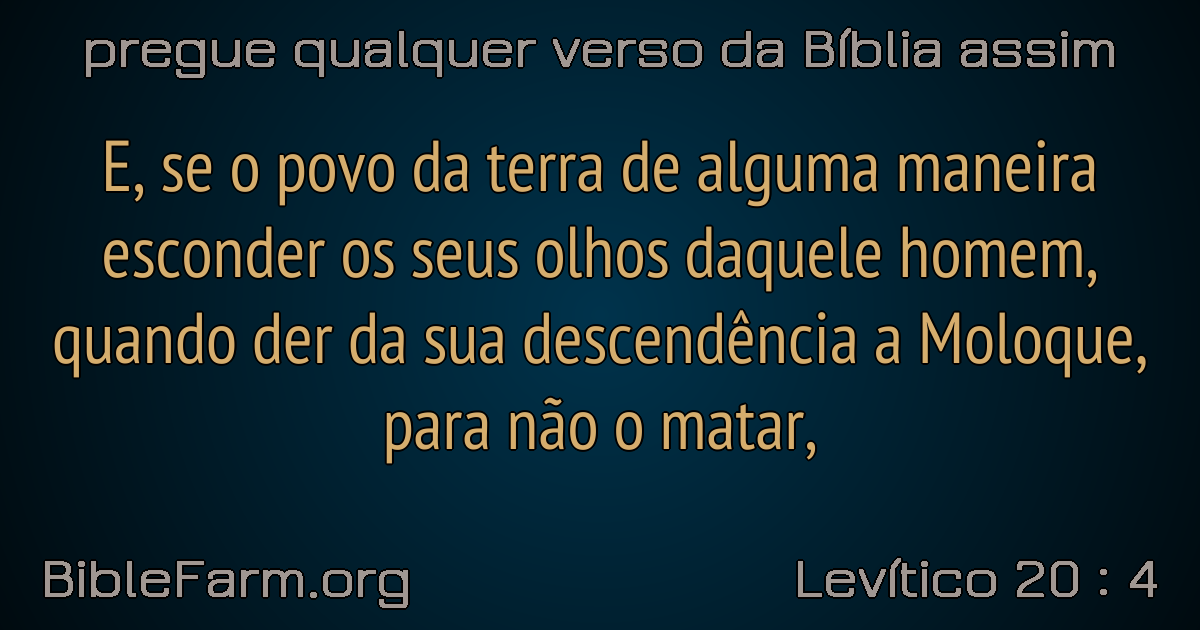 pregue qualquer verso da Bíblia assim
E, se o povo da terra de alguma maneira
esconder os seus olhos daquele homem,
quando der da sua descendência a Moloque,
para não o matar,
BibleFarm.org
Levítico 20 : 4